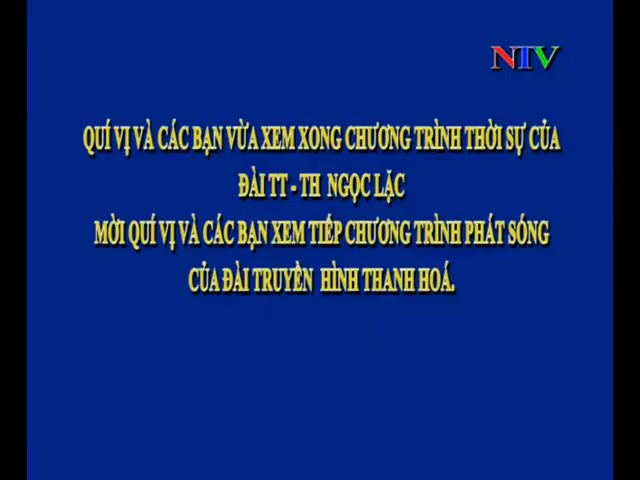 NTV
QUÍ VỊ VÀ CÁC BẠN VỪA XEM XONG CHƯƠNG TRÌNH THỜI SỰ CỦA
ĐÀI TT - TH NGỌC LẶC
MỜI QUÍ VỊ VÀ CÁC BẠN XEM TIẾP CHƯƠNG TRÌNH PHÁT SÓNG
CỦA ĐÀI TRUYỀN HÌNH THANH HOÁ.